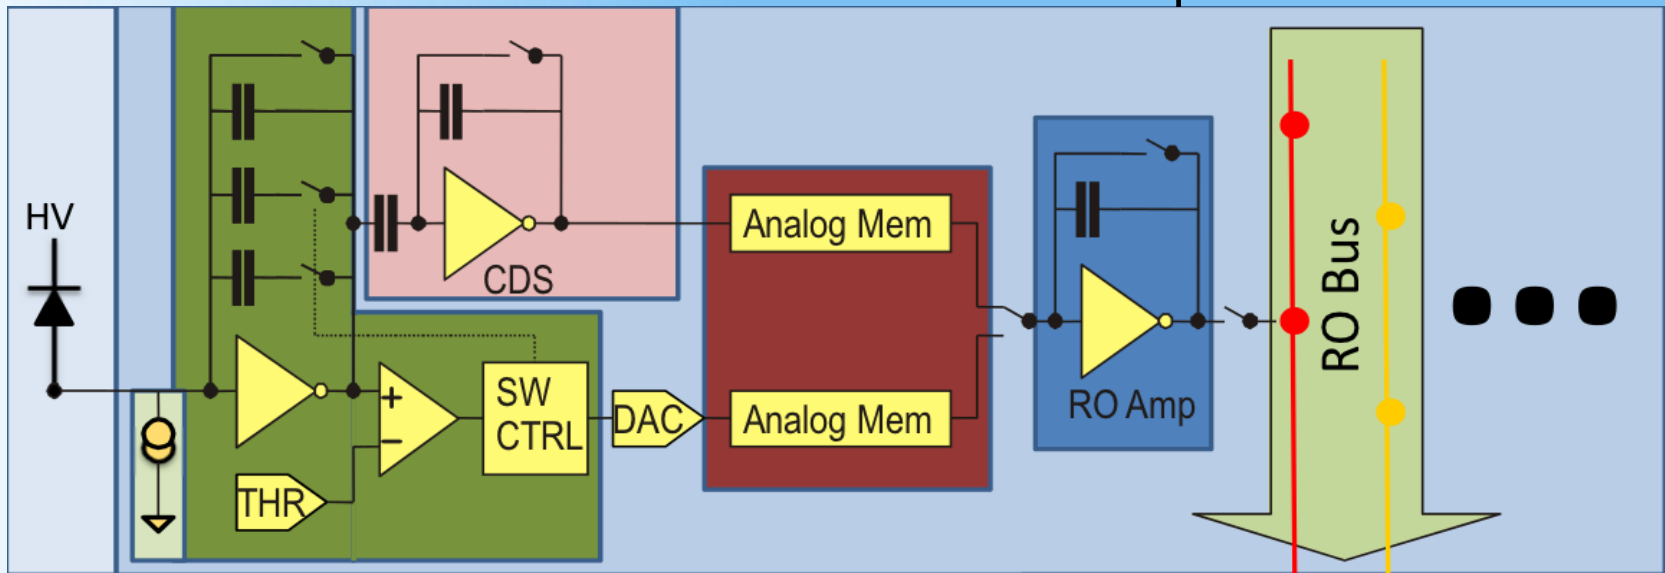 HV
CDS
THR
+
−
SW
CTRL
DAC
Analog Mem
Analog Mem
RO Amp
RO Bus